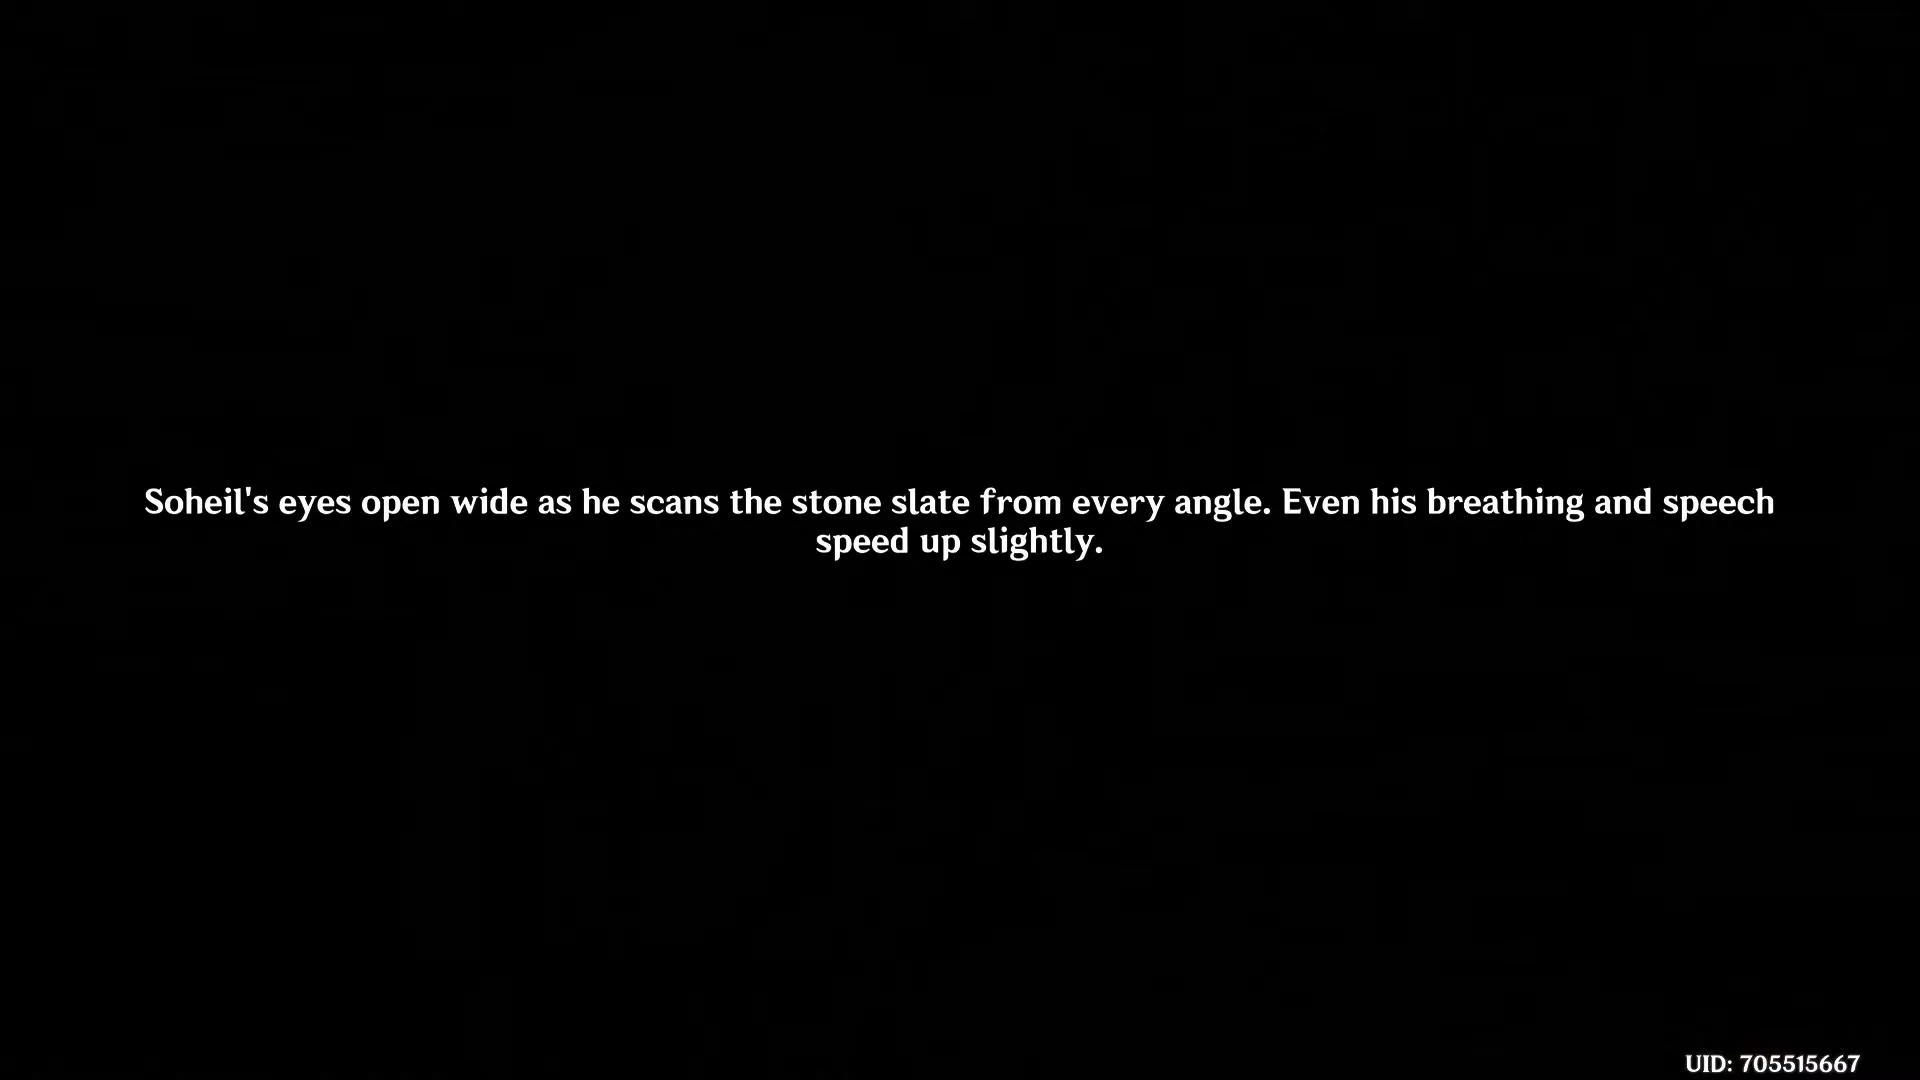 Soheil's eyes open wide as he scans the stone slate from every angle. Even his breathing and speech
speed up slightly.
UID: 705515667